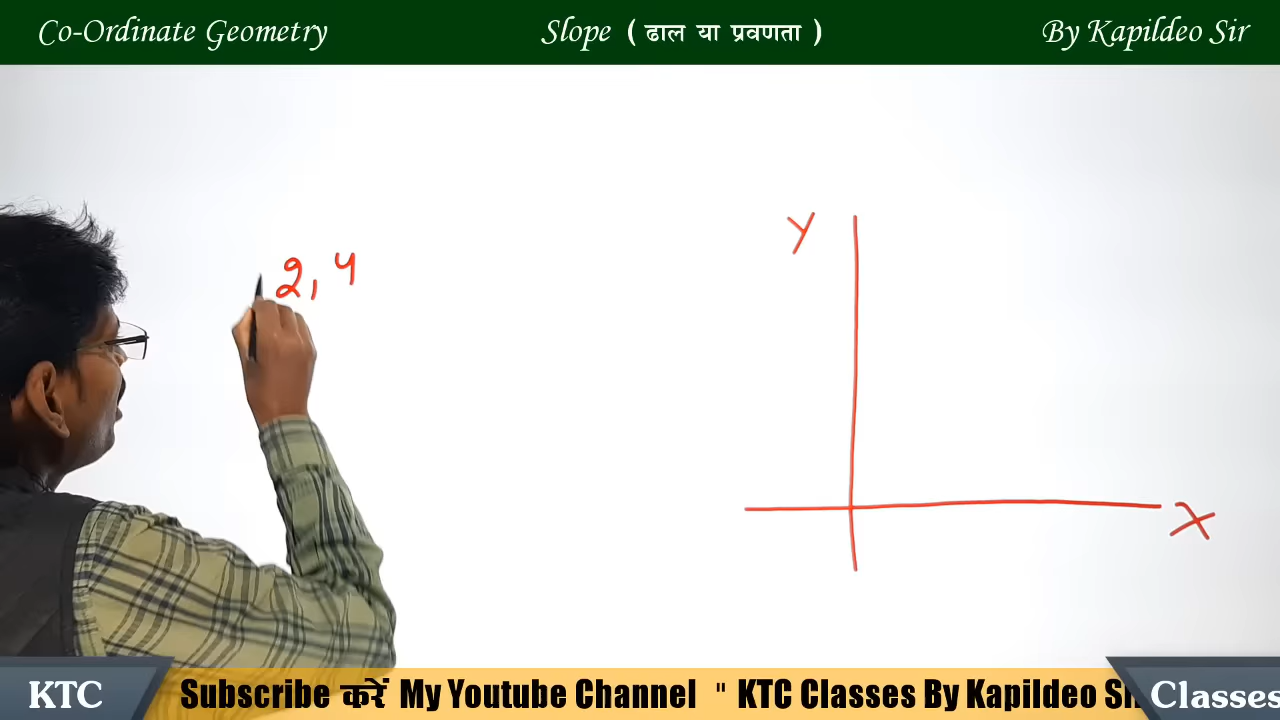 Co-Ordinate Geometry Slope ( ढाल या प्रवणता ) By Kapildeo Sir
Y
2, 4
X
KTC Subscribe करें My Youtube Channel " KTC Classes By Kapildeo Classes